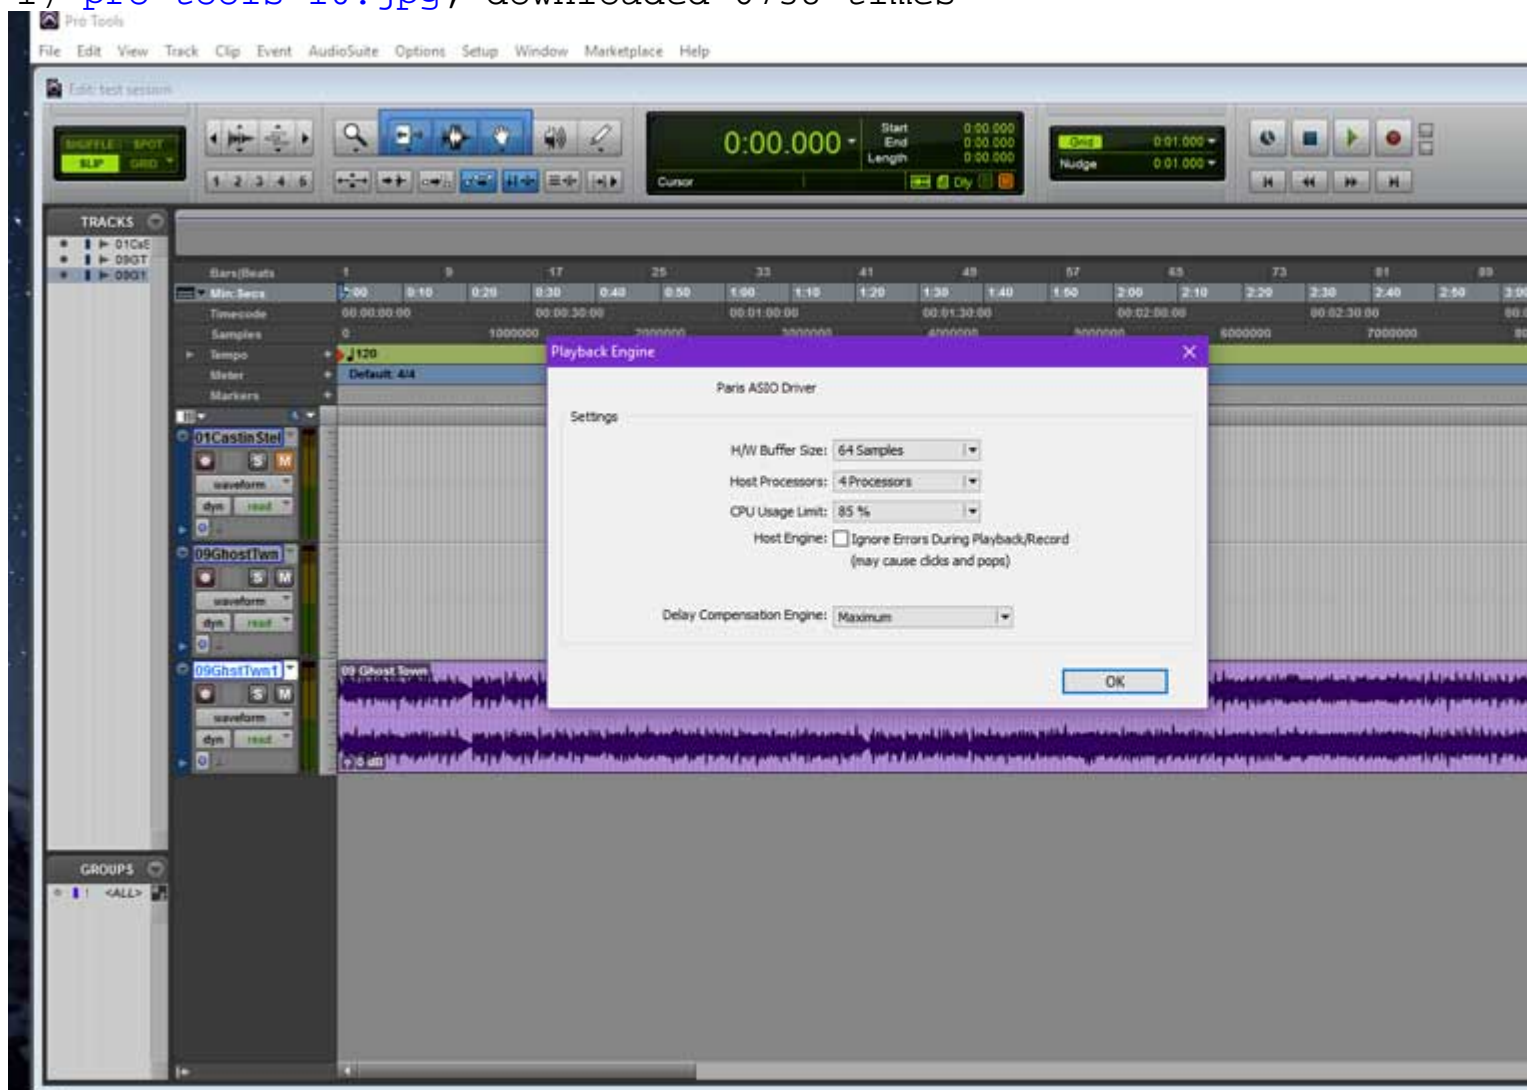 Pro Tools
File Edit View Track Clip Event AudioSuite Options Setup Window Marketplace Help
Edit: test session
SHUFFLE SPOT
SLIP GRID
1 2 3 4 5
0:00.000
Start 0:00.000
End 0:00.000
Length 0:00.000
Cursor
Dly
Grid 0:01.000
Nudge 0:01.000
TRACKS
01CaS
09GT
09GT
Bars|Beats 1 9 17 25 33 41 49 57 65 73 81 89
Min:Secs 0:10 0:20 0:30 0:40 0:50 1:00 1:10 1:20 1:30 1:40 1:50 2:00 2:10 2:20 2:30 2:40 2:50
Timecode 00:00:00:00 00:00:30:00 00:01:00:00 00:01:30:00 00:02:00:00 00:02:30:00
Samples 0 1000000 2000000 3000000 4000000 5000000 6000000 7000000
Tempo 120
Meter Default: 4/4
Markers
Playback Engine
Paris ASIO Driver
Settings
H/W Buffer Size: 64 Samples
Host Processors: 4 Processors
CPU Usage Limit: 85 %
Host Engine: Ignore Errors During Playback/Record
(may cause clicks and pops)
Delay Compensation Engine: Maximum
OK
01CastinStel
S M
waveform
dyn read
09GhostTwn
S M
waveform
dyn read
09GhstTwn1
S M
waveform
dyn read
09 Ghost Town
0 dB
GROUPS
! <ALL>